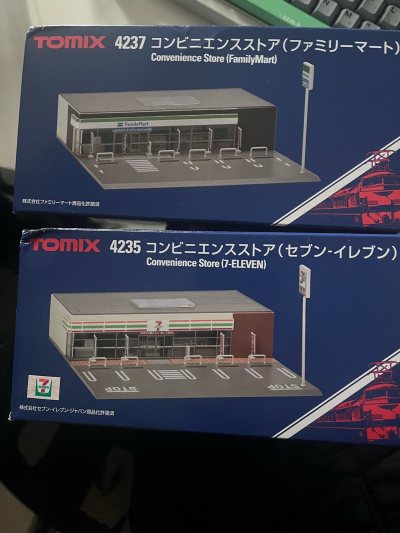 TOMIX 4237 コンビニエンスストア(ファミリーマート)
Convenience Store (FamilyMart)
FamilyMart
株式会社ファミリーマート商品化許諾済
TOMIX 4235 コンビニエンスストア(セブン-イレブン)
Convenience Store (7-ELEVEN)
STOP
STOP
株式会社セブン-イレブン・ジャパン商品化許諾済